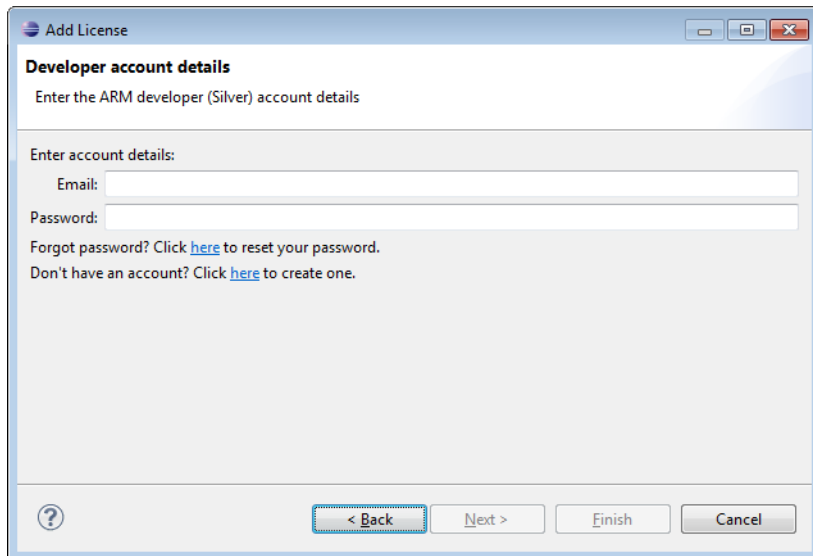 Add License
Developer account details
Enter the ARM developer (Silver) account details
Enter account details:
Email:
Password:
Forgot password? Click here to reset your password.
Don't have an account? Click here to create one.
? < Back Next > Finish Cancel